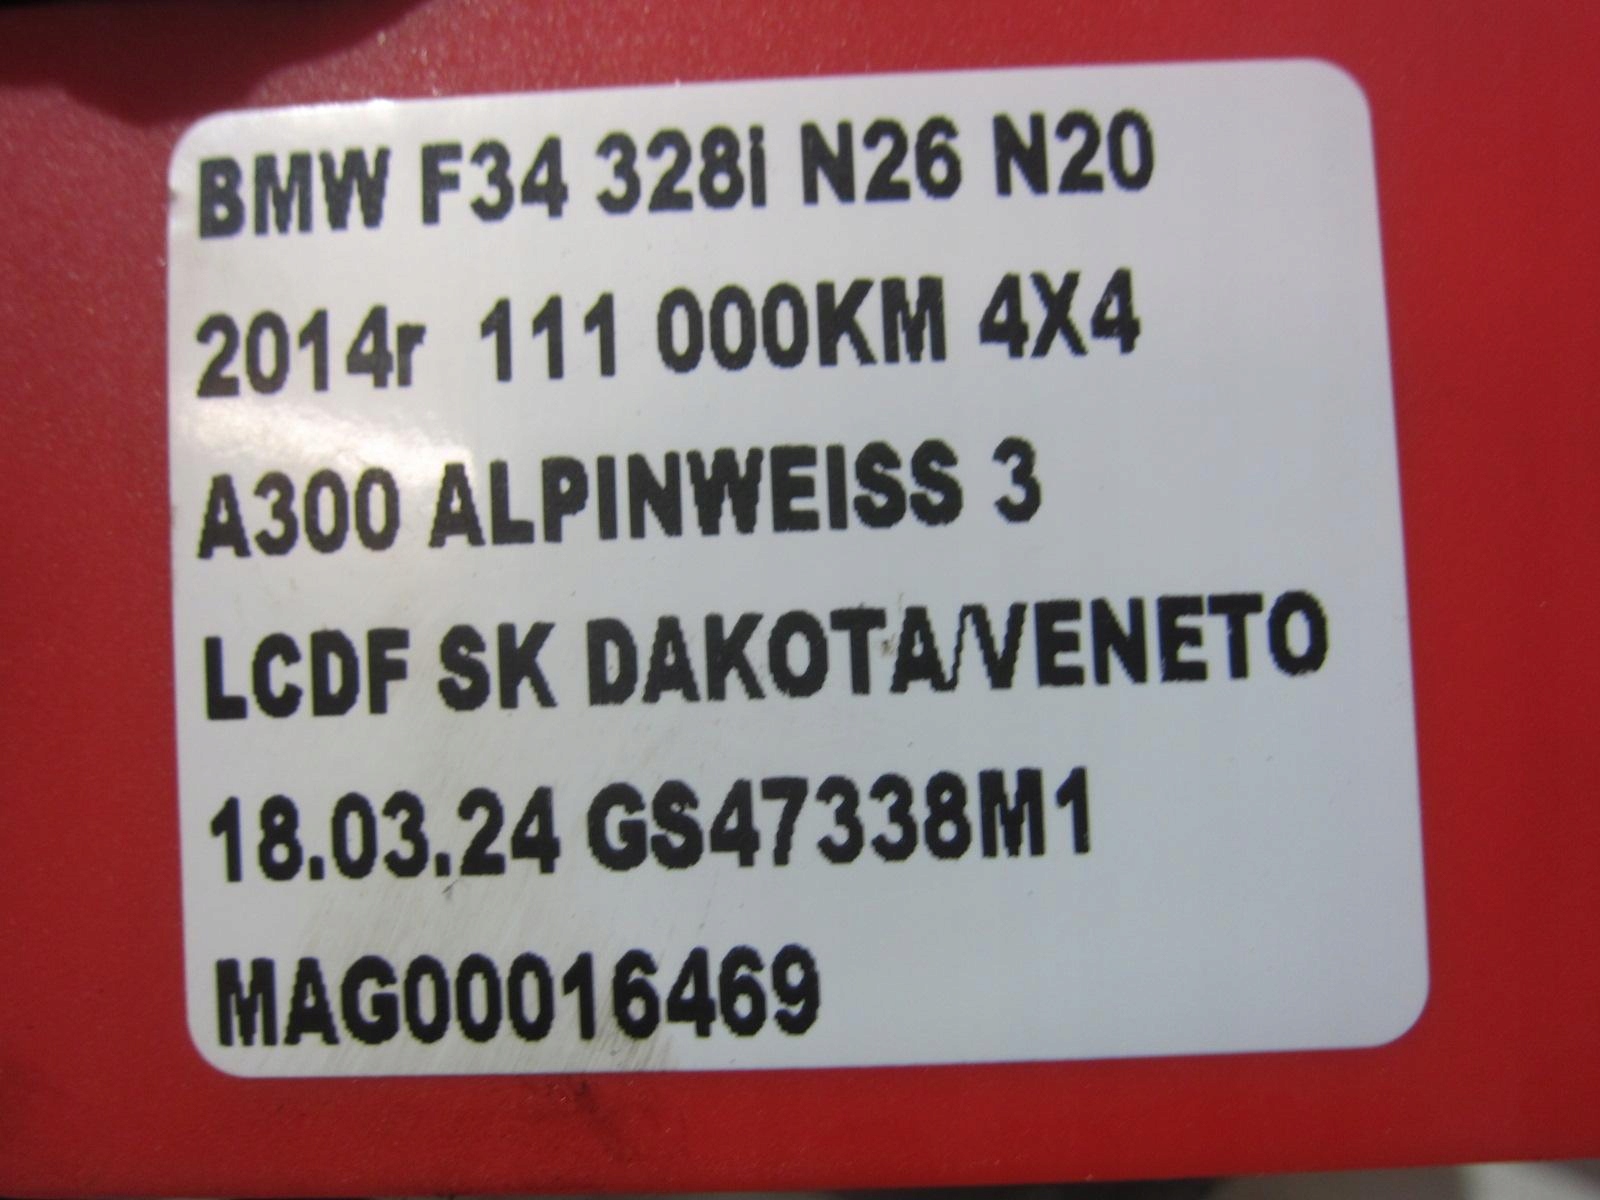 BMW F34 328i N26 N20
2014r 111 000KM 4X4
A300 ALPINWEISS 3
LCDF SK DAKOTA/VENETO
18.03.24 GS47338M1
MAG00016469